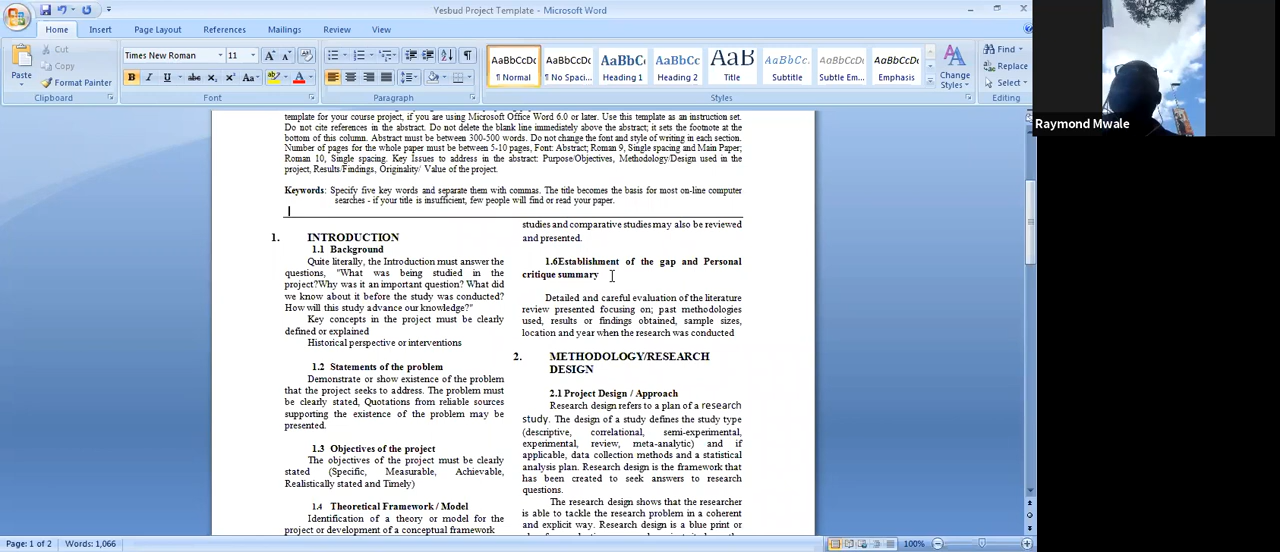 Yesbud Project Template - Microsoft Word
Home Insert Page Layout References Mailings Review View
Paste
Cut
Copy
Format Painter
Clipboard
Times New Roman 11
Font
Paragraph
AaBbCcDc AaBbCcDc AaBbC AaBbCc AaB AaBbCc. AaBbCcDc AaBbCcDc
¶ Normal ¶ No Spaci... Heading 1 Heading 2 Title Subtitle Subtle Em... Emphasis
Change Styles
Styles
Find
Replace
Select
Editing
Raymond Mwale
template for your course project, if you are using Microsoft Office Word 6.0 or later. Use this template as an instruction set.
Do not cite references in the abstract. Do not delete the blank line immediately above the abstract; it sets the footnote at the
bottom of this column. Abstract must be between 300-500 words. Do not change the font and style of writing in each section.
Number of pages for the whole paper must be between 5-10 pages, Font: Abstract; Roman 9, Single spacing and Main Paper;
Roman 10, Single spacing. Key Issues to address in the abstract: Purpose/Objectives, Methodology/Design used in the
project, Results/Findings, Originality/ Value of the project.
Keywords: Specify five key words and separate them with commas. The title becomes the basis for most on-line computer
searches - if your title is insufficient, few people will find or read your paper.
1. INTRODUCTION
1.1 Background
Quite literally, the Introduction must answer the
questions, "What was being studied in the
project?Why was it an important question? What did
we know about it before the study was conducted?
How will this study advance our knowledge?"
Key concepts in the project must be clearly
defined or explained
Historical perspective or interventions
1.2 Statements of the problem
Demonstrate or show existence of the problem
that the project seeks to address. The problem must
be clearly stated, Quotations from reliable sources
supporting the existence of the problem may be
presented.
1.3 Objectives of the project
The objectives of the project must be clearly
stated (Specific, Measurable, Achievable,
Realistically stated and Timely)
1.4 Theoretical Framework / Model
Identification of a theory or model for the
project or development of a conceptual framework
studies and comparative studies may also be reviewed
and presented.
1.6Establishment of the gap and Personal
critique summary
Detailed and careful evaluation of the literature
review presented focusing on; past methodologies
used, results or findings obtained, sample sizes,
location and year when the research was conducted
2. METHODOLOGY/RESEARCH
DESIGN
2.1 Project Design / Approach
Research design refers to a plan of a research
study. The design of a study defines the study type
(descriptive, correlational, semi-experimental,
experimental, review, meta-analytic) and if
applicable, data collection methods and a statistical
analysis plan. Research design is the framework that
has been created to seek answers to research
questions.
The research design shows that the researcher
is able to tackle the research problem in a coherent
and explicit way. Research design is a blue print or
Page: 1 of 2 Words: 1,066 100%